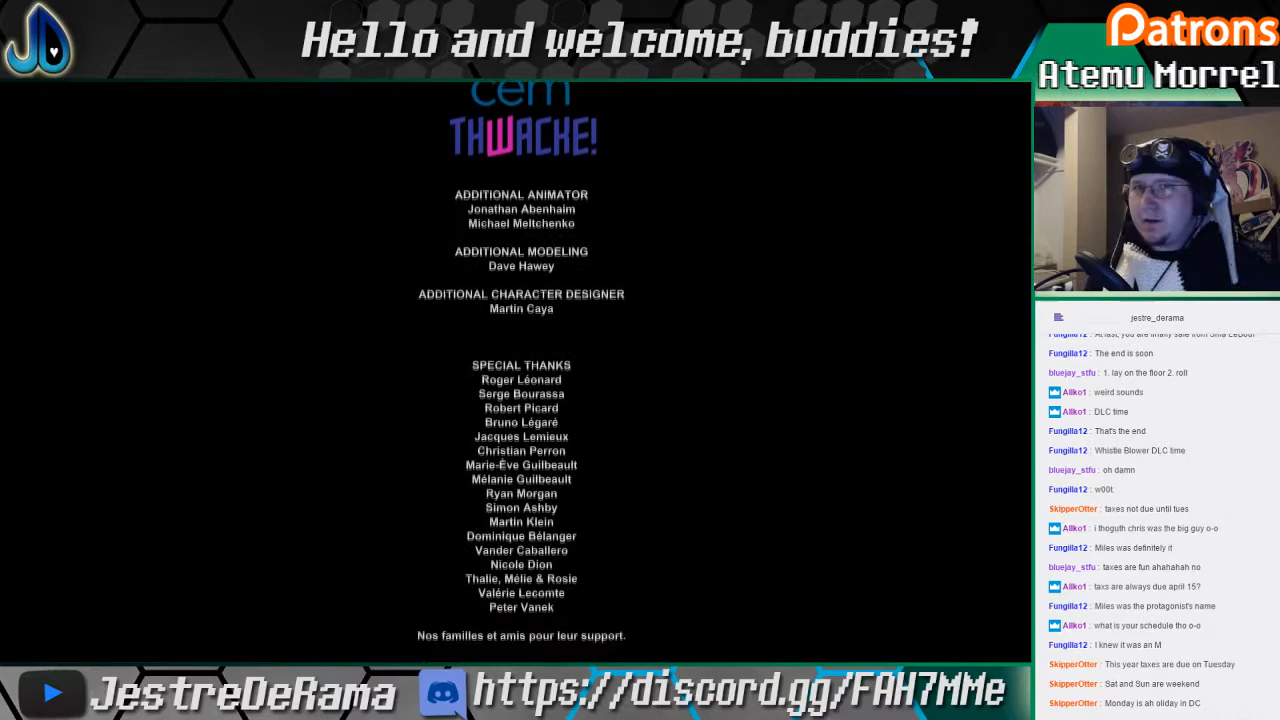 Hello and welcome, buddies!
Patrons
Atemu Morrel
cem
THWACKE!
ADDITIONAL ANIMATOR
Jonathan Abenhaim
Michael Meltchenko
ADDITIONAL MODELING
Dave Hawey
ADDITIONAL CHARACTER DESIGNER
Martin Caya
SPECIAL THANKS
Roger Léonard
Serge Bourassa
Robert Picard
Bruno Légaré
Jacques Lemieux
Christian Perron
Marie-Ève Guilbeault
Mélanie Guilbeault
Ryan Morgan
Simon Ashby
Martin Klein
Dominique Bélanger
Vander Caballero
Nicole Dion
Thalie, Mélie & Rosie
Valérie Lecomte
Peter Vanek
Nos familles et amis pour leur support.
jestre_derama
Fungilla12 : At last, you are finally safe from
Fungilla12 : The end is soon
bluejay_stfu : 1. lay on the floor 2. roll
Allko1 : weird sounds
Allko1 : DLC time
Fungilla12 : That's the end
Fungilla12 : Whistle Blower DLC time
bluejay_stfu : oh damn
Fungilla12 : w00t
SkipperOtter : taxes not due until tues
Allko1 : i thoguth chris was the big guy o-o
Fungilla12 : Miles was definitely it
bluejay_stfu : taxes are fun ahahahah no
Allko1 : taxs are always due april 15?
Fungilla12 : Miles was the protagonist's name
Allko1 : what is your schedule tho o-o
Fungilla12 : I knew it was an M
SkipperOtter : This year taxes are due on Tuesday
SkipperOtter : Sat and Sun are weekend
SkipperOtter : Monday is ah oliday in DC
JestreDeRama
https://discord.gg/FAH7MMe